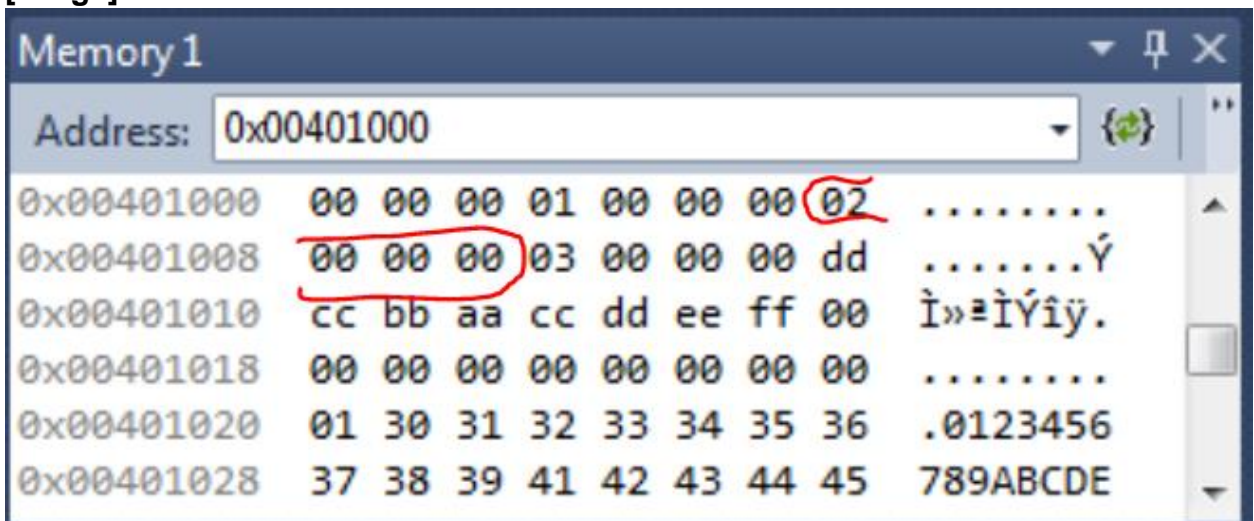 Memory 1
Address: 0x00401000
0x00401000 00 00 00 01 00 00 00 02 ........
0x00401008 00 00 00 03 00 00 00 dd .......Ý
0x00401010 cc bb aa cc dd ee ff 00 Ì»ªÌÝîÿ.
0x00401018 00 00 00 00 00 00 00 00 ........
0x00401020 01 30 31 32 33 34 35 36 .0123456
0x00401028 37 38 39 41 42 43 44 45 789ABCDE